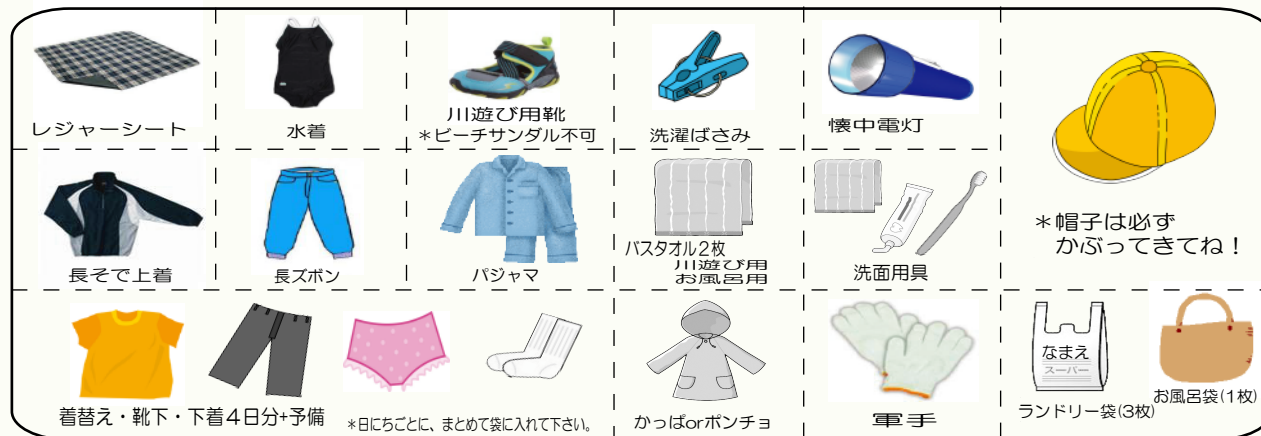 レジャーシート
水着
川遊び用靴
＊ビーチサンダル不可
洗濯ばさみ
懐中電灯
＊帽子は必ず
かぶってきてね！
長そで上着
長ズボン
パジャマ
バスタオル２枚
川遊び用
お風呂用
洗面用具
着替え・靴下・下着４日分+予備
＊日にちごとに、まとめて袋に入れて下さい。
かっぱorポンチョ
軍手
なまえ
スーパー
ランドリー袋(3枚)
お風呂袋(1枚)